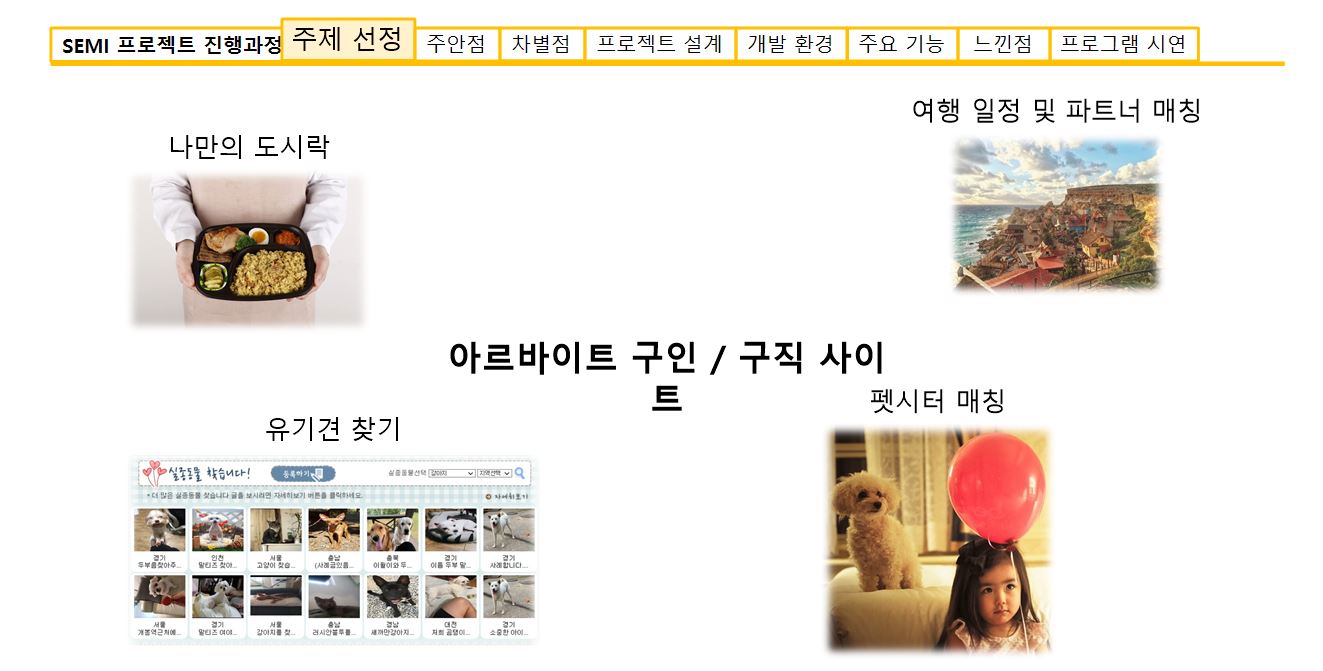 SEMI 프로젝트 진행과정 주제 선정 주안점 차별점 프로젝트 설계 개발 환경 주요 기능 느낀점 프로그램 시연
여행 일정 및 파트너 매칭
나만의 도시락
아르바이트 구인 / 구직 사이
트
펫시터 매칭
유기견 찾기
실종동물 찾습니다! 등록하기 실종동물선택 강아지 지역선택
* 더 많은 실종동물 찾습니다 글을 보시려면 자세히보기 버튼을 클릭하세요. 자세히보기
경기 인천 서울 충남 충북 경기 경기
두부를찾아주... 말티즈 찾아... 고양이 찾습... (사례금있음... 이월이와 두... 이름 두부 말... 사례합니다...
서울 경기 서울 충남 경남 대전 경기
개봉역근처에... 말티즈 여아... 강아지를 찾... 러시안블루를... 새까만강아지... 저희 곰탱이... 소중한 아이...